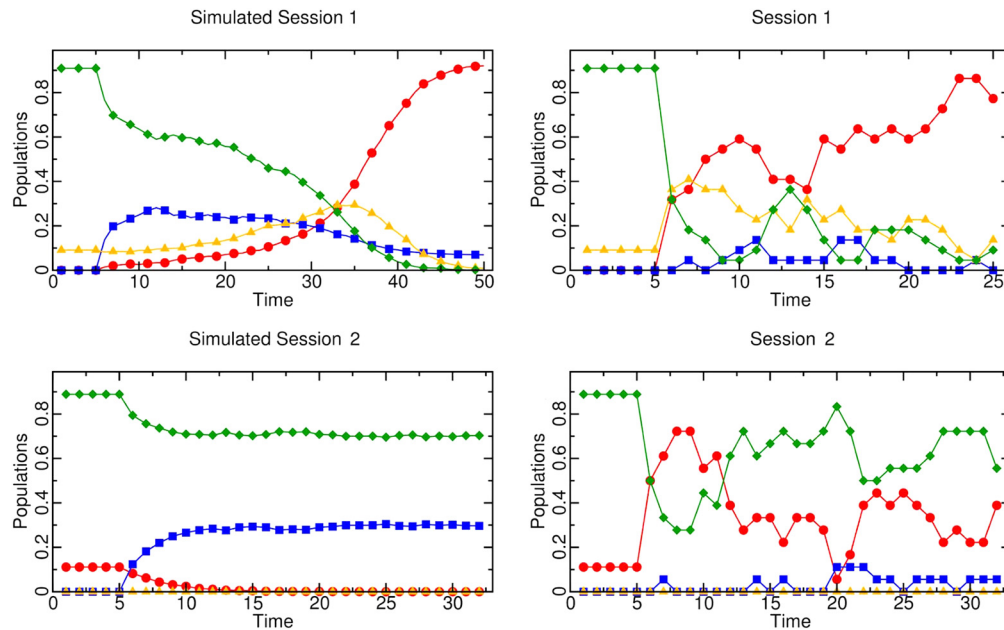 Simulated Session 1
Session 1
Populations
0.8
0.6
0.4
0.2
0
0 10 20 30 40 50
Time
Populations
0.8
0.6
0.4
0.2
0
0 5 10 15 20 25
Time
Simulated Session 2
Session 2
Populations
0.8
0.6
0.4
0.2
0
0 5 10 15 20 25 30
Time
Populations
0.8
0.6
0.4
0.2
0
0 5 10 15 20 25 30
Time